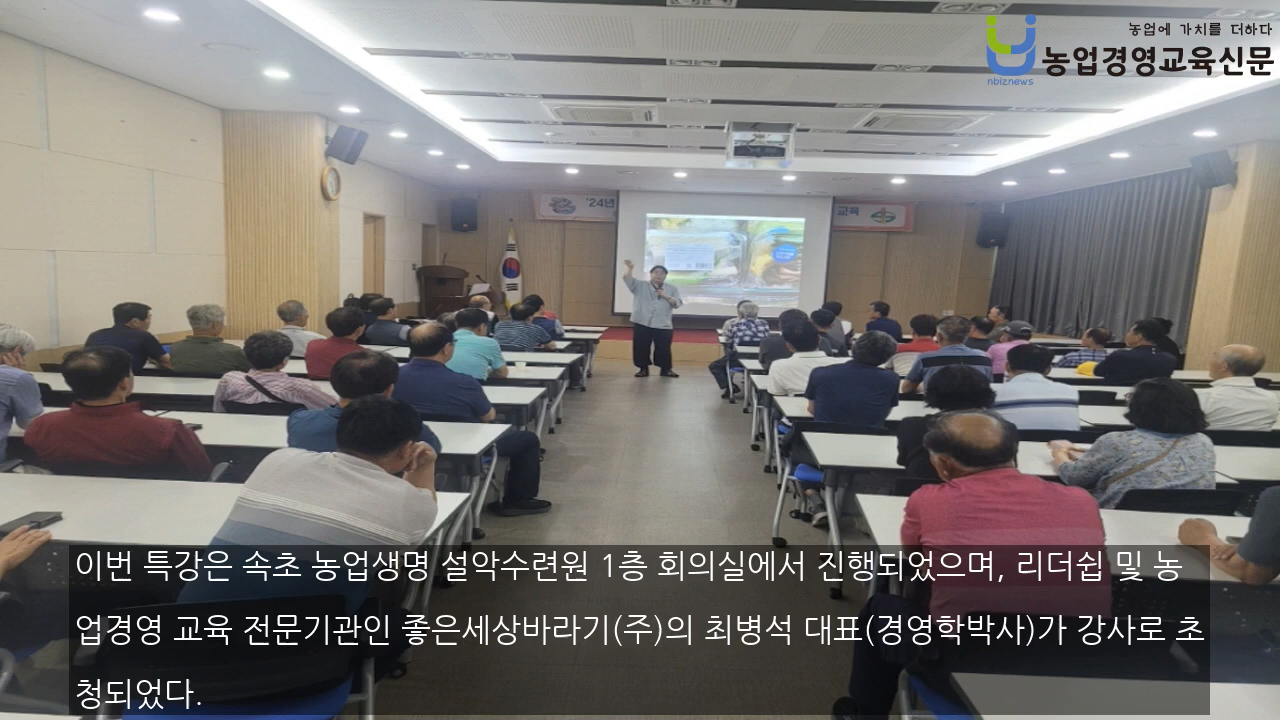 농업에 가치를 더하다
농업경영교육신문
nbiznews
'24년
교육
이번 특강은 속초 농업생명 설악수련원 1층 회의실에서 진행되었으며, 리더쉽 및 농
업경영 교육 전문기관인 좋은세상바라기(주)의 최병석 대표(경영학박사)가 강사로 초
청되었다.